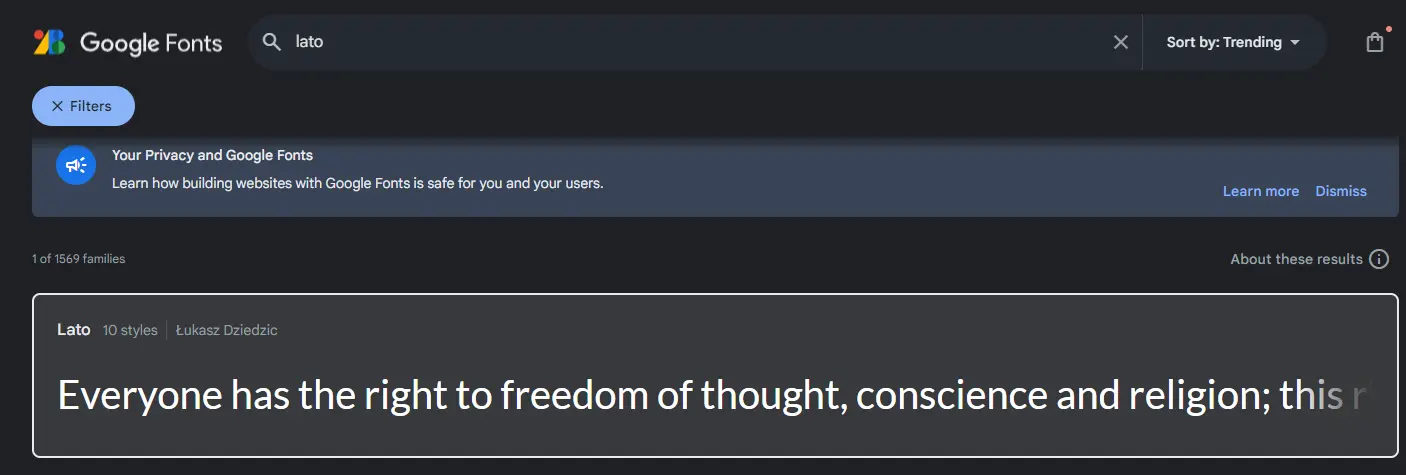 Google Fonts
lato
Sort by: Trending
Filters
Your Privacy and Google Fonts
Learn how building websites with Google Fonts is safe for you and your users.
Learn more Dismiss
1 of 1569 families
About these results
Lato 10 styles Łukasz Dziedzic
Everyone has the right to freedom of thought, conscience and religion; this r